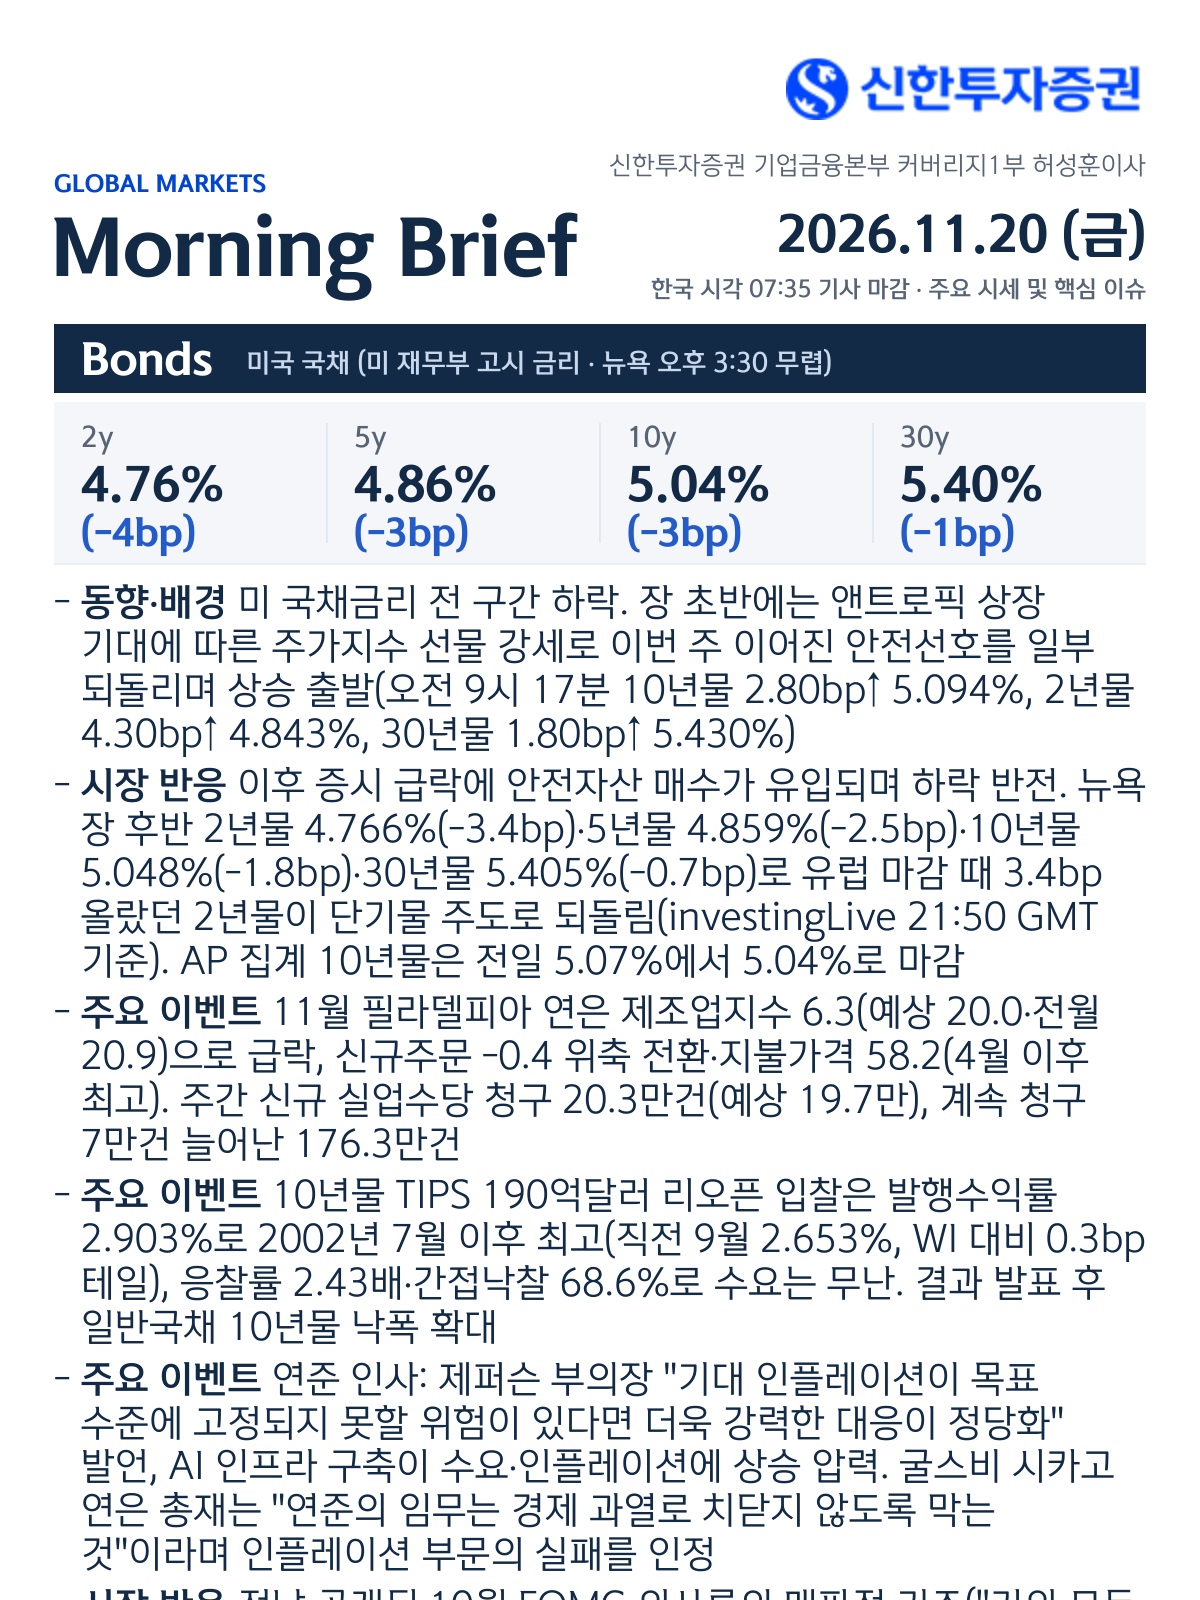 신한투자증권
신한투자증권 기업금융본부 커버리지1부 허성훈이사
GLOBAL MARKETS
Morning Brief
2026.11.20 (금)
한국 시각 07:35 기사 마감 · 주요 시세 및 핵심 이슈
Bonds 미국 국채 (미 재무부 고시 금리 · 뉴욕 오후 3:30 무렵)
2y 5y 10y 30y
4.76% 4.86% 5.04% 5.40%
(-4bp) (-3bp) (-3bp) (-1bp)
- 동향·배경 미 국채금리 전 구간 하락. 장 초반에는 앤트로픽 상장
기대에 따른 주가지수 선물 강세로 이번 주 이어진 안전선호를 일부
되돌리며 상승 출발(오전 9시 17분 10년물 2.80bp↑ 5.094%, 2년물
4.30bp↑ 4.843%, 30년물 1.80bp↑ 5.430%)
- 시장 반응 이후 증시 급락에 안전자산 매수가 유입되며 하락 반전. 뉴욕
장 후반 2년물 4.766%(-3.4bp)·5년물 4.859%(-2.5bp)·10년물
5.048%(-1.8bp)·30년물 5.405%(-0.7bp)로 유럽 마감 때 3.4bp
올랐던 2년물이 단기물 주도로 되돌림(investingLive 21:50 GMT
기준). AP 집계 10년물은 전일 5.07%에서 5.04%로 마감
- 주요 이벤트 11월 필라델피아 연은 제조업지수 6.3(예상 20.0·전월
20.9)으로 급락, 신규주문 -0.4 위축 전환·지불가격 58.2(4월 이후
최고). 주간 신규 실업수당 청구 20.3만건(예상 19.7만), 계속 청구
7만건 늘어난 176.3만건
- 주요 이벤트 10년물 TIPS 190억달러 리오픈 입찰은 발행수익률
2.903%로 2002년 7월 이후 최고(직전 9월 2.653%, WI 대비 0.3bp
테일), 응찰률 2.43배·간접낙찰 68.6%로 수요는 무난. 결과 발표 후
일반국채 10년물 낙폭 확대
- 주요 이벤트 연준 인사: 제퍼슨 부의장 "기대 인플레이션이 목표
수준에 고정되지 못할 위험이 있다면 더욱 강력한 대응이 정당화"
발언, AI 인프라 구축이 수요·인플레이션에 상승 압력. 굴스비 시카고
연은 총재는 "연준의 임무는 경제 과열로 치닫지 않도록 막는
것"이라며 인플레이션 부문의 실패를 인정